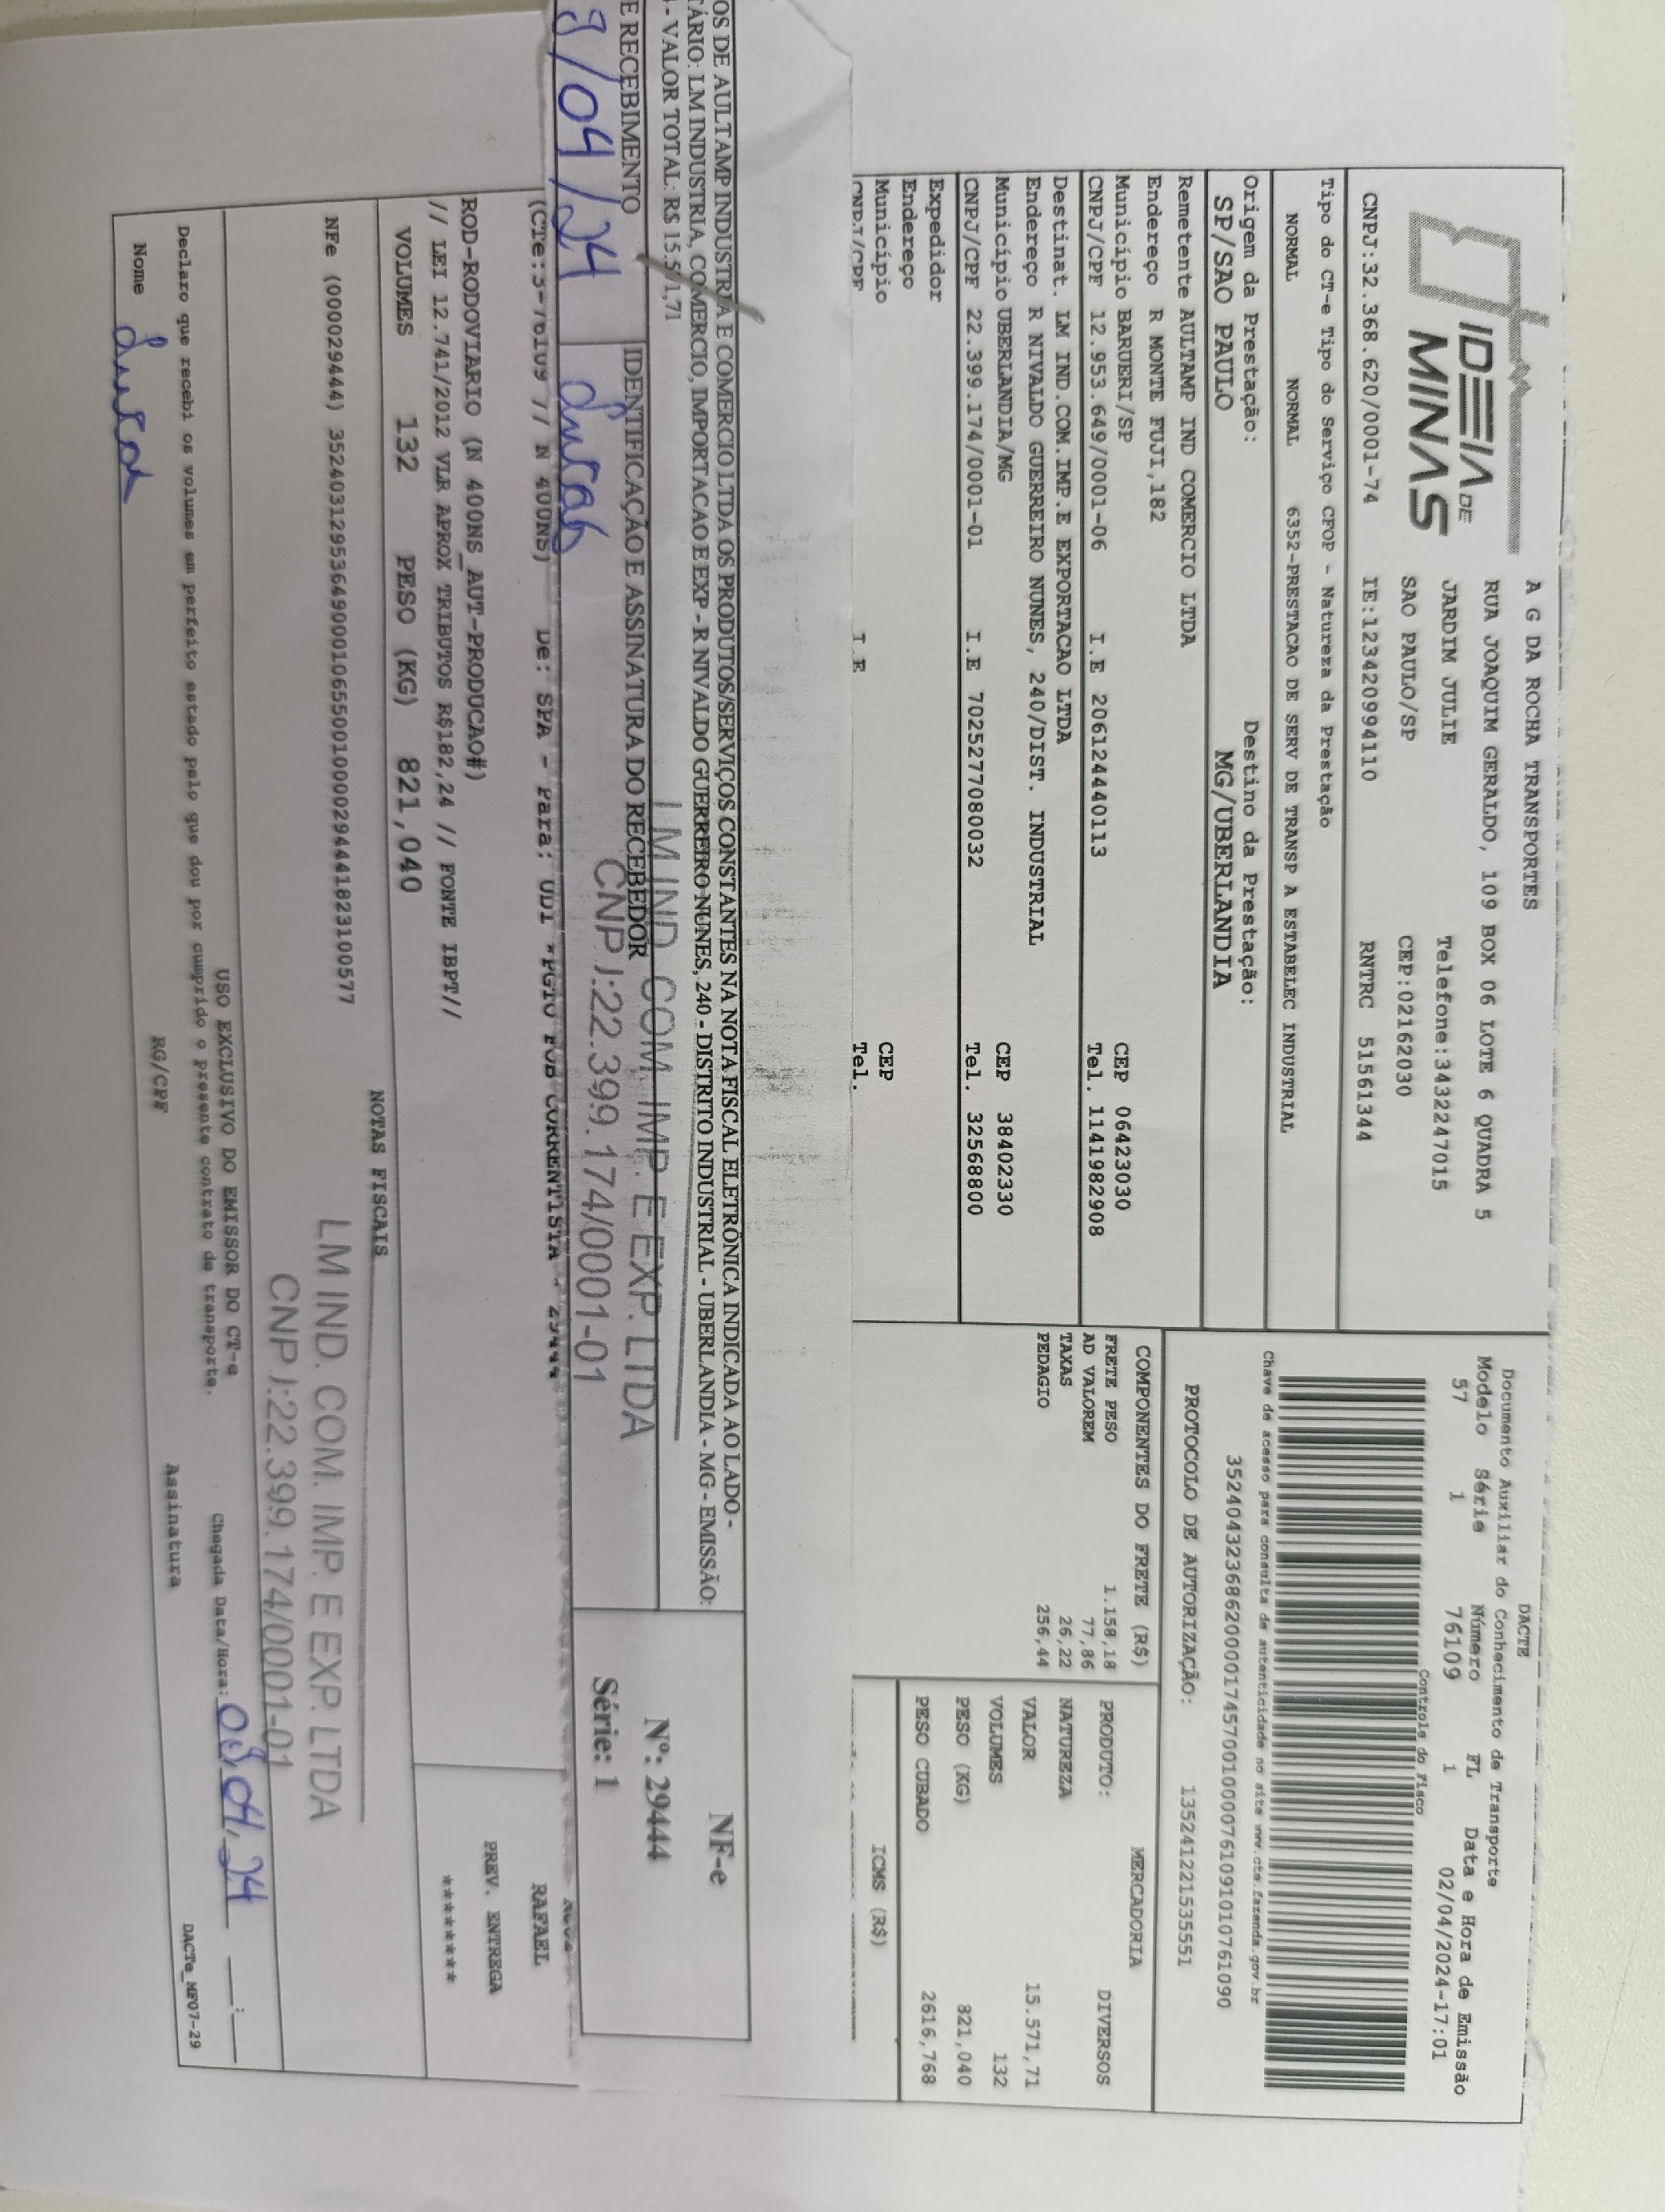 IDEIA DE
MINAS
A G DA ROCHA TRANSPORTES
RUA JOAQUIM GERALDO, 109 BOX 06 LOTE 6 QUADRA 5
JARDIM JULIE Telefone:3432247015
SAO PAULO/SP CEP:02162030
CNPJ:32.368.620/0001-74 IE:123420994110 RNTRC 51561344
DACTE
Documento Auxiliar do Conhecimento de Transporte
Modelo Série Número FL Data e Hora de Emissão
57 1 76109 1 02/04/2024-17:01
Controle do Fisco
Chave de acesso para consulta de autenticidade no site www.cte.fazenda.gov.br
35240432368620000174570010000761091010761090
PROTOCOLO DE AUTORIZAÇÃO: 135241221535551
Tipo do CT-e Tipo do Serviço CFOP - Natureza da Prestação
NORMAL NORMAL 6352-PRESTACAO DE SERV DE TRANSP A ESTABELEC INDUSTRIAL
Origem da Prestação: Destino da Prestação:
SP/SAO PAULO MG/UBERLANDIA
Remetente AULTAMP IND COMERCIO LTDA
Endereço R MONTE FUJI,182
Município BARUERI/SP CEP 06423030
CNPJ/CPF 12.953.649/0001-06 I.E 206124440113 Tel. 1141982908
Destinat. LM IND.COM.IMP.E EXPORTACAO LTDA
Endereço R NIVALDO GUERREIRO NUNES, 240/DIST. INDUSTRIAL
Município UBERLANDIA/MG CEP 38402330
CNPJ/CPF 22.399.174/0001-01 I.E 7025277080032 Tel. 32568800
Expedidor
Endereço
Município CEP
CNPJ/CPF I.E Tel.
COMPONENTES DO FRETE (R$)
FRETE PESO 1.158,18
AD VALOREM 77,86
TAXAS 26,22
PEDAGIO 256,44
MERCADORIA
PRODUTO: DIVERSOS
NATUREZA
VALOR 15.571,71
VOLUMES 132
PESO (KG) 821,040
PESO CUBADO 2616,768
ICMS (R$)
OS DE AULTAMP INDUSTRIA E COMERCIO LTDA OS PRODUTOS/SERVIÇOS CONSTANTES NA NOTA FISCAL ELETRÔNICA INDICADA AO LADO -
ÁRIO: LM INDUSTRIA, COMERCIO, IMPORTACAO E EXP - R NIVALDO GUERREIRO NUNES, 240 - DISTRITO INDUSTRIAL - UBERLANDIA - MG - EMISSÃO:
- VALOR TOTAL: R$ 15.571,71
NF-e
Nº: 29444
Série: 1
E RECEBIMENTO IDENTIFICAÇÃO E ASSINATURA DO RECEBEDOR
/04/24
LM IND. COM. IMP. E EXP. LTDA
CNPJ:22.399.174/0001-01
De: SPA - Para: UDI
RAFAEL
ROD-RODOVIARIO (N 400NS_AUT-PRODUCAO#)
// LEI 12.741/2012 VLR APROX TRIBUTOS R$182,24 // FONTE IBPT//
VOLUMES 132 PESO (KG) 821,040
PREV. ENTREGA
********
NOTAS FISCAIS
NFe (000029444) 35240312953649000106550010000294441823100577
LM IND. COM. IMP. E EXP. LTDA
CNPJ:22.399.174/0001-01
USO EXCLUSIVO DO EMISSOR DO CT-e
Declaro que recebi os volumes em perfeito estado pelo que dou por cumprido o presente contrato de transporte.
Chegada Data/Hora: 04, 24 __:__
Nome RG/CPF Assinatura
DACTe_MF07-29